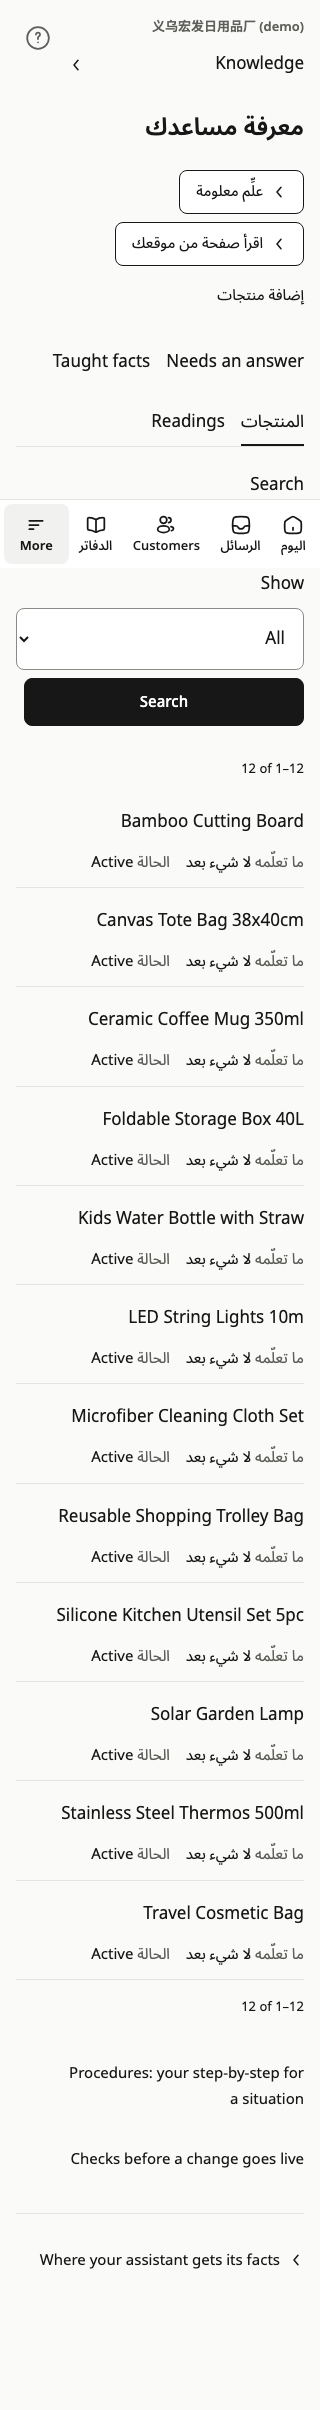 义乌宏发日用品厂 (demo)
Knowledge
معرفة مساعدك
علِّم معلومة
اقرأ صفحة من موقعك
إضافة منتجات
Needs an answer
Taught facts
المنتجات
Readings
Search
اليوم
الرسائل
Customers
الدفاتر
More
Show
All
Search
12 of 1–12
Bamboo Cutting Board
ما تعلّمه لا شيء بعد الحالة Active
Canvas Tote Bag 38x40cm
ما تعلّمه لا شيء بعد الحالة Active
Ceramic Coffee Mug 350ml
ما تعلّمه لا شيء بعد الحالة Active
Foldable Storage Box 40L
ما تعلّمه لا شيء بعد الحالة Active
Kids Water Bottle with Straw
ما تعلّمه لا شيء بعد الحالة Active
LED String Lights 10m
ما تعلّمه لا شيء بعد الحالة Active
Microfiber Cleaning Cloth Set
ما تعلّمه لا شيء بعد الحالة Active
Reusable Shopping Trolley Bag
ما تعلّمه لا شيء بعد الحالة Active
Silicone Kitchen Utensil Set 5pc
ما تعلّمه لا شيء بعد الحالة Active
Solar Garden Lamp
ما تعلّمه لا شيء بعد الحالة Active
Stainless Steel Thermos 500ml
ما تعلّمه لا شيء بعد الحالة Active
Travel Cosmetic Bag
ما تعلّمه لا شيء بعد الحالة Active
12 of 1–12
Procedures: your step-by-step for
a situation
Checks before a change goes live
Where your assistant gets its facts